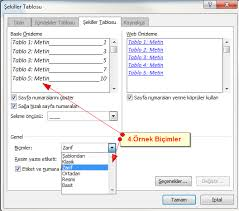 Şekiller Tablosu
Dizin
İçindekiler Tablosu
Şekiller Tablosu
Kaynakça
Baskı Önizleme
Web Önizleme
Tablo 1: Metin 1
Tablo 2: Metin 3
Tablo 3: Metin 5
Tablo 4: Metin 7
Tablo 5: Metin 10
Tablo 1: Metin
Tablo 2: Metin
Tablo 3: Metin
Tablo 4: Metin
Tablo 5: Metin
Sayfa numaralarını göster
Sayfa numaraları yerine köprüler kullan
Sağa hizalı sayfa numaraları
Sekme öncüsü:
Genel
4 Örnek Biçimler
Biçimler:
Zarif
Şablondan
Klasik
Zarif
Ortadan
Resmi
Basit
Resim yazısı etiketi:
Etiket ve numara
Seçenekler...
Değiştir...
Tamam
İptal